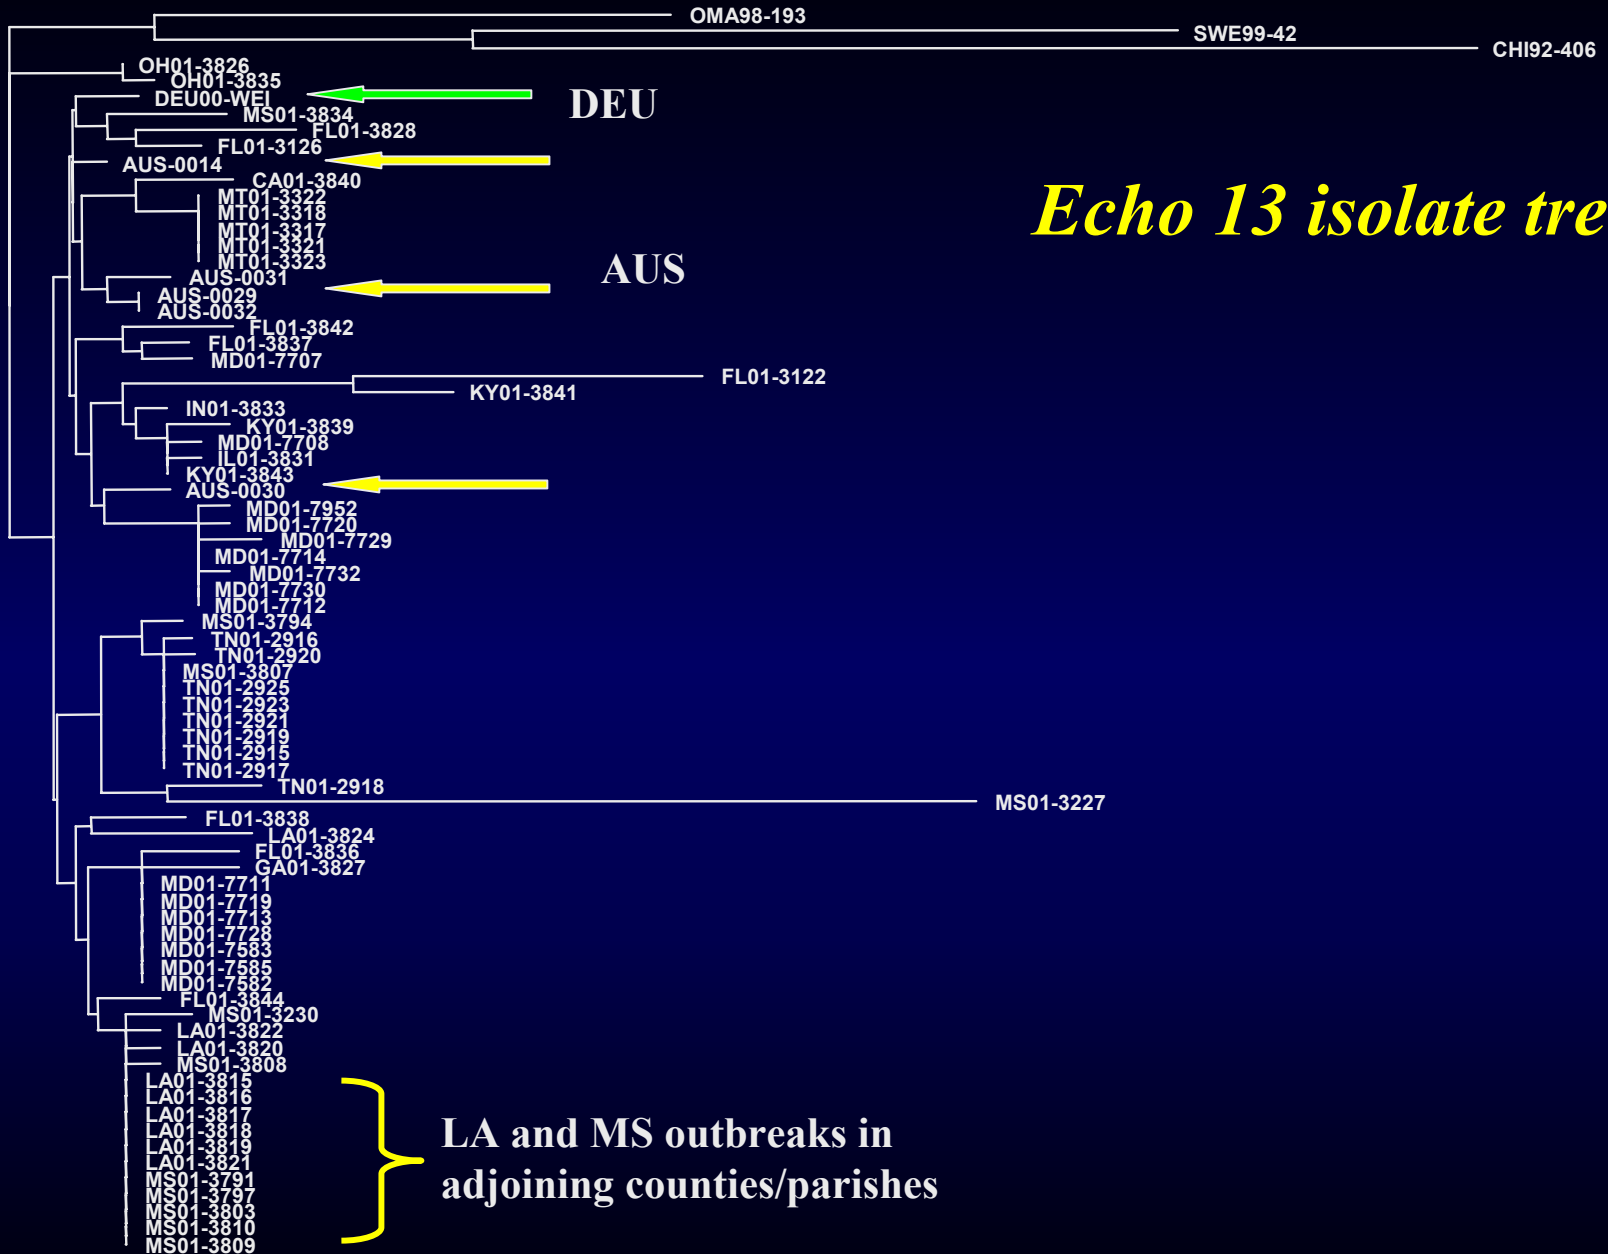 OMA98-193
SWE99-42
CHI92-406
OH01-3826
OH01-3835
DEU00-WEI
DEU
MS01-3834
FL01-3828
FL01-3126
AUS-0014
CA01-3840
MT01-3322
Echo 13 isolate tre
MT01-3318
MT01-3317
MT01-3321
MT01-3323
AUS
AUS-0031
AUS-0029
AUS-0032
FL01-3842
FL01-3837
MD01-7707
FL01-3122
KY01-3841
IN01-3833
KY01-3839
MD01-7708
IL01-3831
KY01-3843
AUS-0030
MD01-7952
MD01-7720
MD01-7729
MD01-7714
MD01-7732
MD01-7730
MD01-7712
MS01-3794
TN01-2916
TN01-2920
MS01-3807
TN01-2925
TN01-2923
TN01-2921
TN01-2919
TN01-2915
TN01-2917
TN01-2918
MS01-3227
FL01-3838
LA01-3824
FL01-3836
GA01-3827
MD01-7711
MD01-7719
MD01-7713
MD01-7728
MD01-7583
MD01-7585
MD01-7582
FL01-3844
MS01-3230
LA01-3822
LA01-3820
MS01-3808
LA01-3815
LA01-3816
LA01-3817
LA01-3818
LA01-3819
LA01-3821
MS01-3791
MS01-3797
MS01-3803
MS01-3810
MS01-3809
LA and MS outbreaks in
adjoining counties/parishes